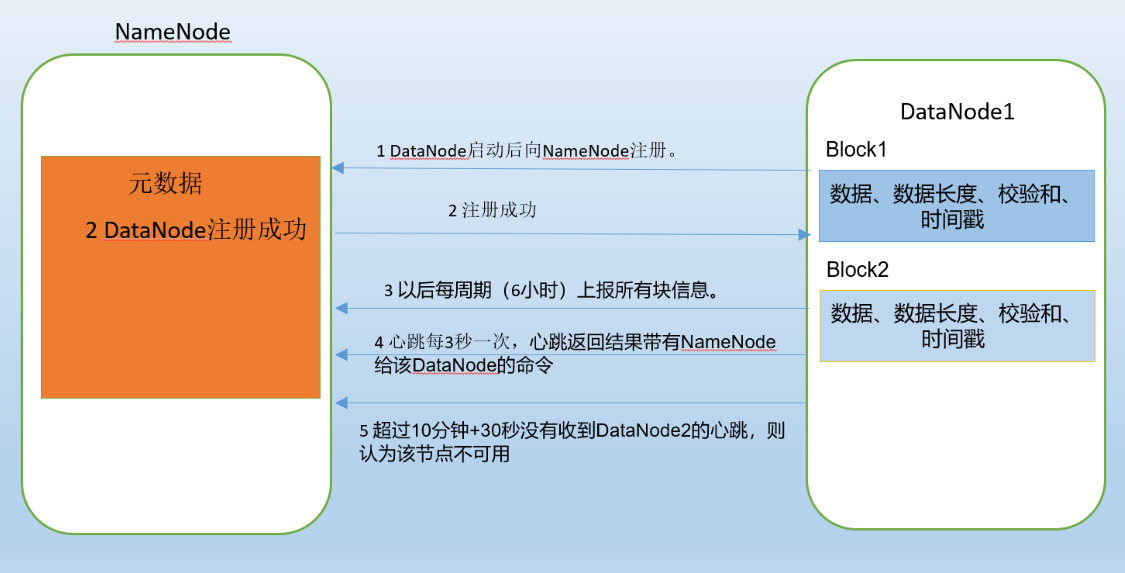 NameNode
元数据
2 DataNode注册成功
1 DataNode启动后向NameNode注册。
2 注册成功
3 以后每周期（6小时）上报所有块信息。
4 心跳每3秒一次，心跳返回结果带有NameNode
给该DataNode的命令
5 超过10分钟+30秒没有收到DataNode2的心跳，则
认为该节点不可用
DataNode1
Block1
数据、数据长度、校验和、
时间戳
Block2
数据、数据长度、校验和、
时间戳